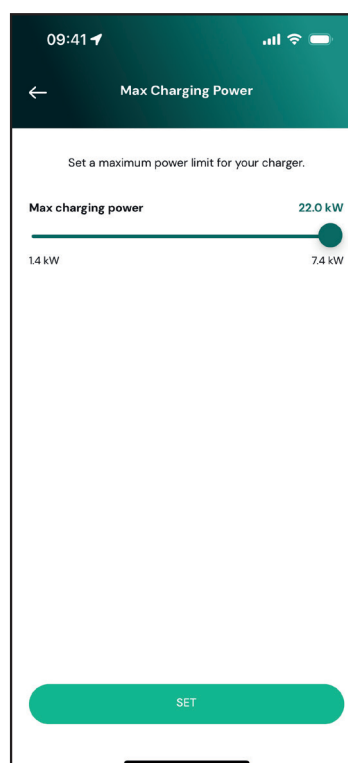 09:41
Max Charging Power
Set a maximum power limit for your charger.
Max charging power 22.0 kW
1.4 kW 7.4 kW
SET